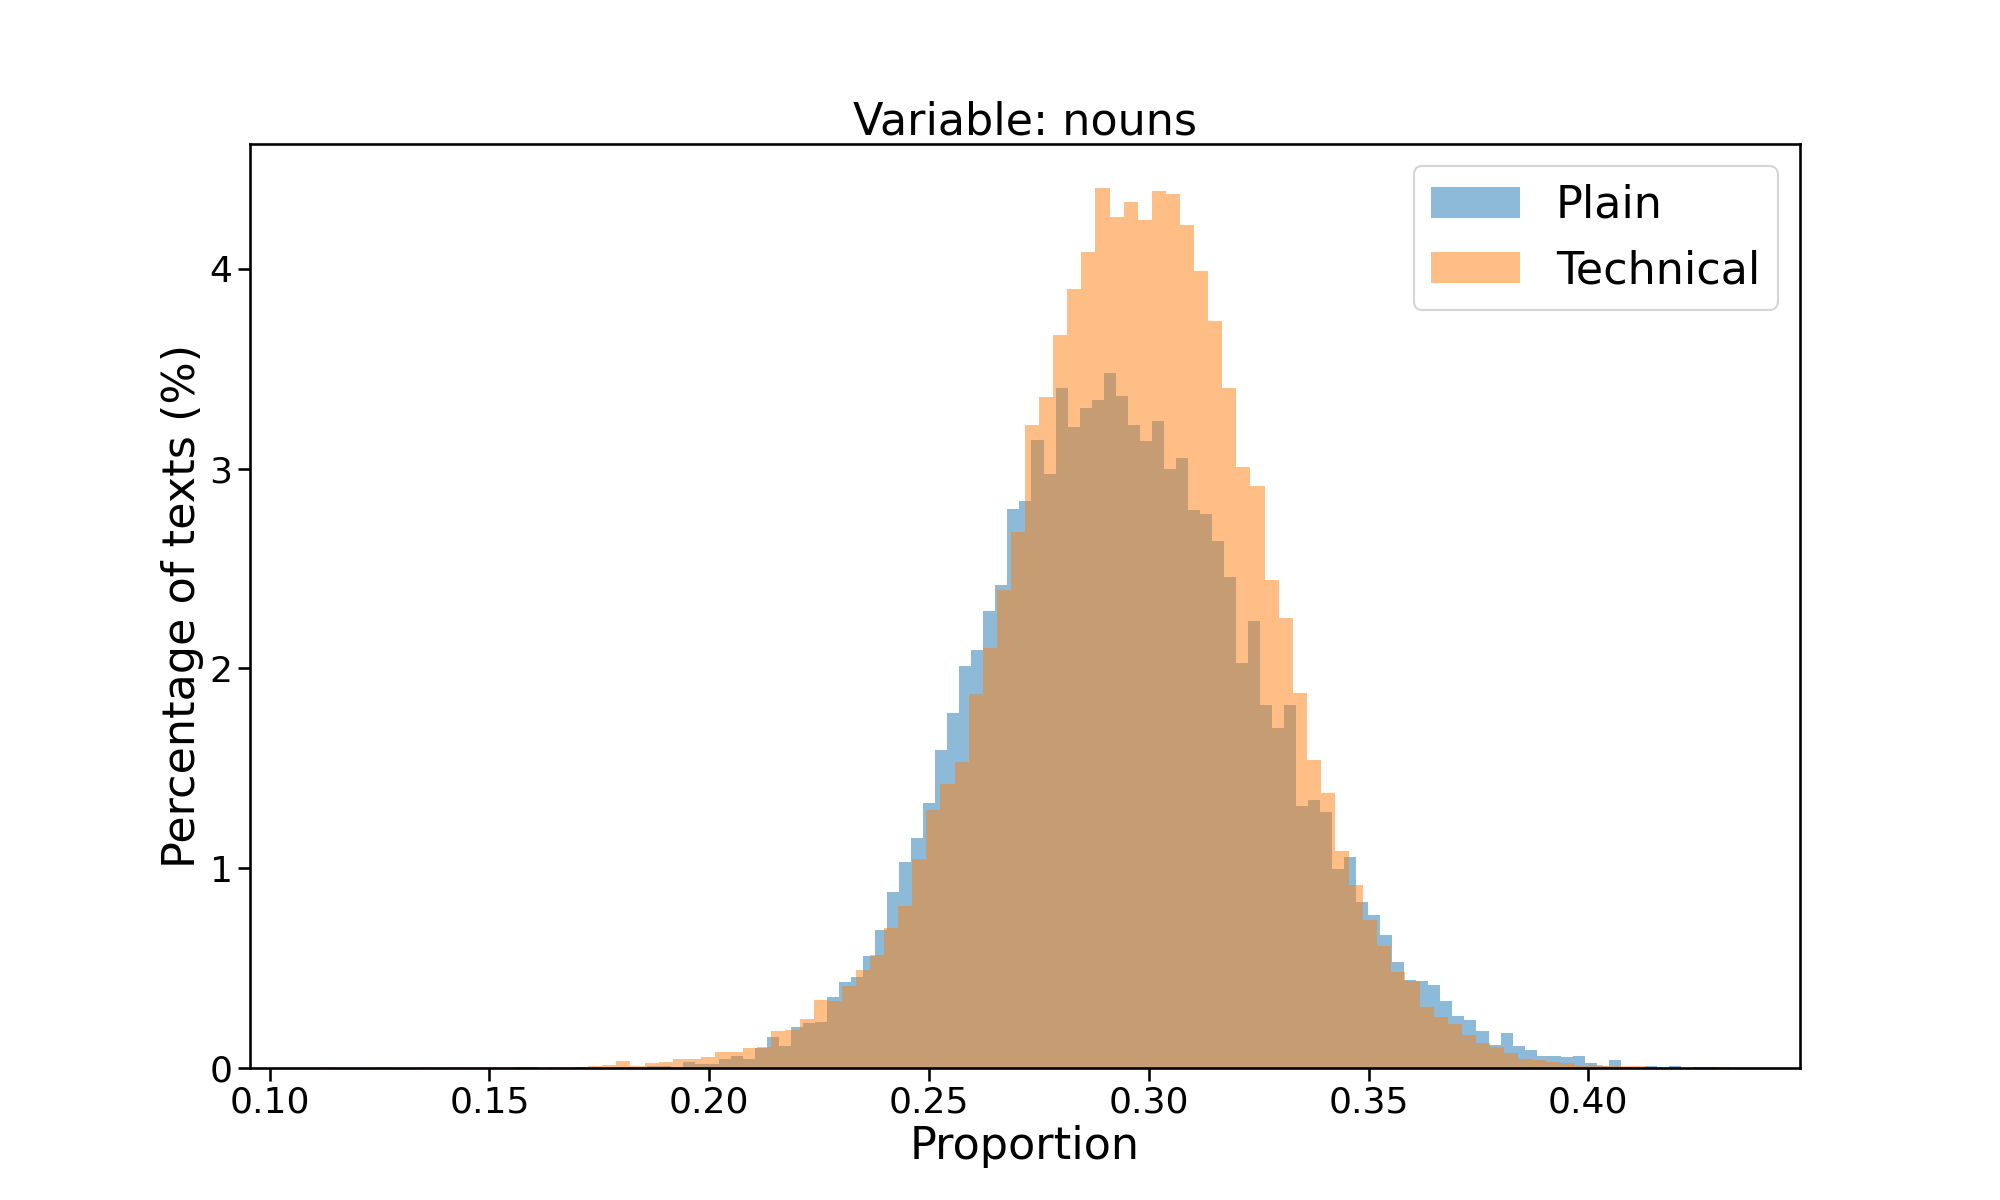 Variable: nouns
Plain
Technical
Percentage of texts (%)
4
3
2
1
0
0.10 0.15 0.20 0.25 0.30 0.35 0.40
Proportion